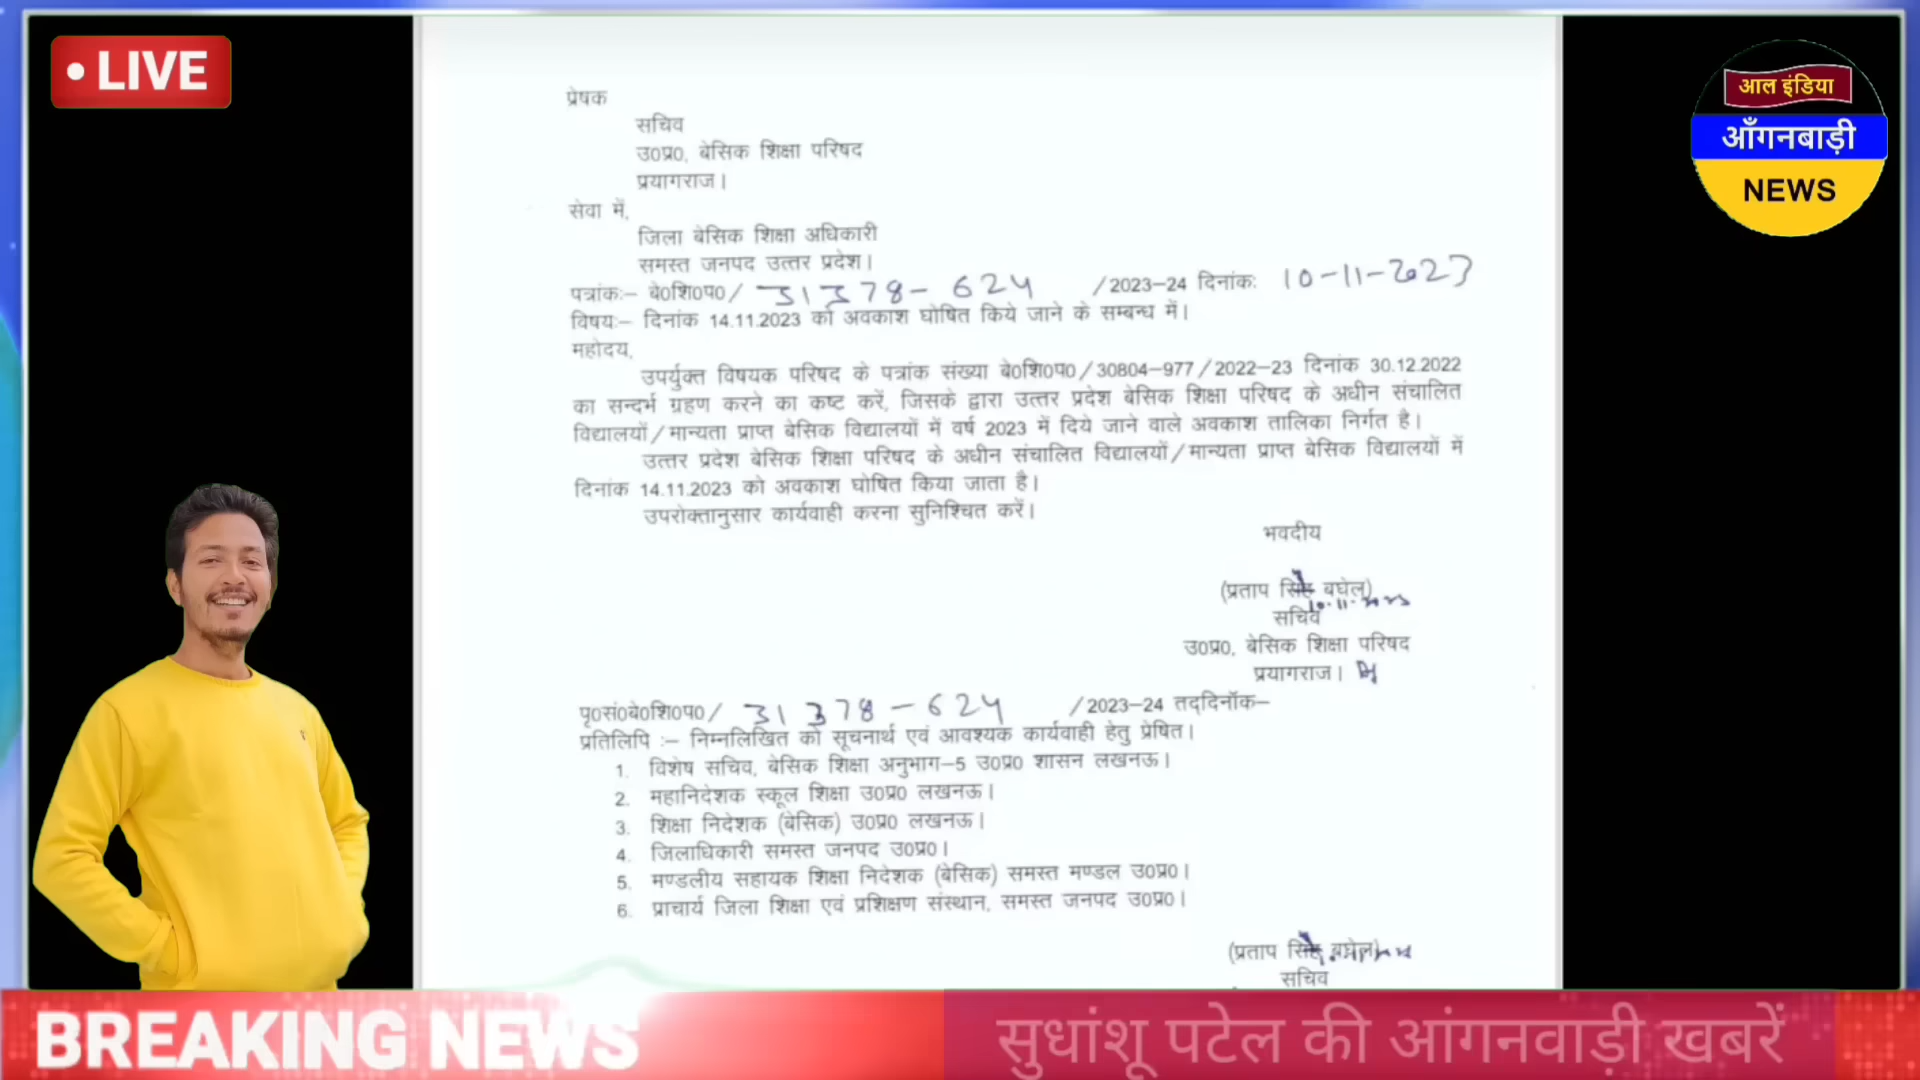 LIVE
आल इंडिया
आँगनबाड़ी
NEWS
प्रेषक
सचिव
उ0प्र0, बेसिक शिक्षा परिषद
प्रयागराज।
सेवा में,
जिला बेसिक शिक्षा अधिकारी
समस्त जनपद उत्तर प्रदेश।
पत्रांकः– बे0शि0प0/ 31378-624 /2023–24 दिनांकः 10-11-2023
विषयः– दिनांक 14.11.2023 को अवकाश घोषित किये जाने के सम्बन्ध में।
महोदय,
उपर्युक्त विषयक परिषद के पत्रांक संख्या बे0शि0प0/30804–977/2022–23 दिनांक 30.12.2022
का सन्दर्भ ग्रहण करने का कष्ट करें, जिसके द्वारा उत्तर प्रदेश बेसिक शिक्षा परिषद के अधीन संचालित
विद्यालयों/मान्यता प्राप्त बेसिक विद्यालयों में वर्ष 2023 में दिये जाने वाले अवकाश तालिका निर्गत है।
उत्तर प्रदेश बेसिक शिक्षा परिषद के अधीन संचालित विद्यालयों/मान्यता प्राप्त बेसिक विद्यालयों में
दिनांक 14.11.2023 को अवकाश घोषित किया जाता है।
उपरोक्तानुसार कार्यवाही करना सुनिश्चित करें।
भवदीय
(प्रताप सिंह बघेल)
सचिव
उ0प्र0, बेसिक शिक्षा परिषद
प्रयागराज।
पृ0सं0बे0शि0प0/ 31378-624 /2023–24 तद्दिनॉक–
प्रतिलिपि :– निम्नलिखित को सूचनार्थ एवं आवश्यक कार्यवाही हेतु प्रेषित।
1. विशेष सचिव, बेसिक शिक्षा अनुभाग–5 उ0प्र0 शासन लखनऊ।
2. महानिदेशक स्कूल शिक्षा उ0प्र0 लखनऊ।
3. शिक्षा निदेशक (बेसिक) उ0प्र0 लखनऊ।
4. जिलाधिकारी समस्त जनपद उ0प्र0।
5. मण्डलीय सहायक शिक्षा निदेशक (बेसिक) समस्त मण्डल उ0प्र0।
6. प्राचार्य जिला शिक्षा एवं प्रशिक्षण संस्थान, समस्त जनपद उ0प्र0।
(प्रताप सिंह बघेल)
सचिव
BREAKING NEWS
सुधांशू पटेल की आंगनवाड़ी खबरें